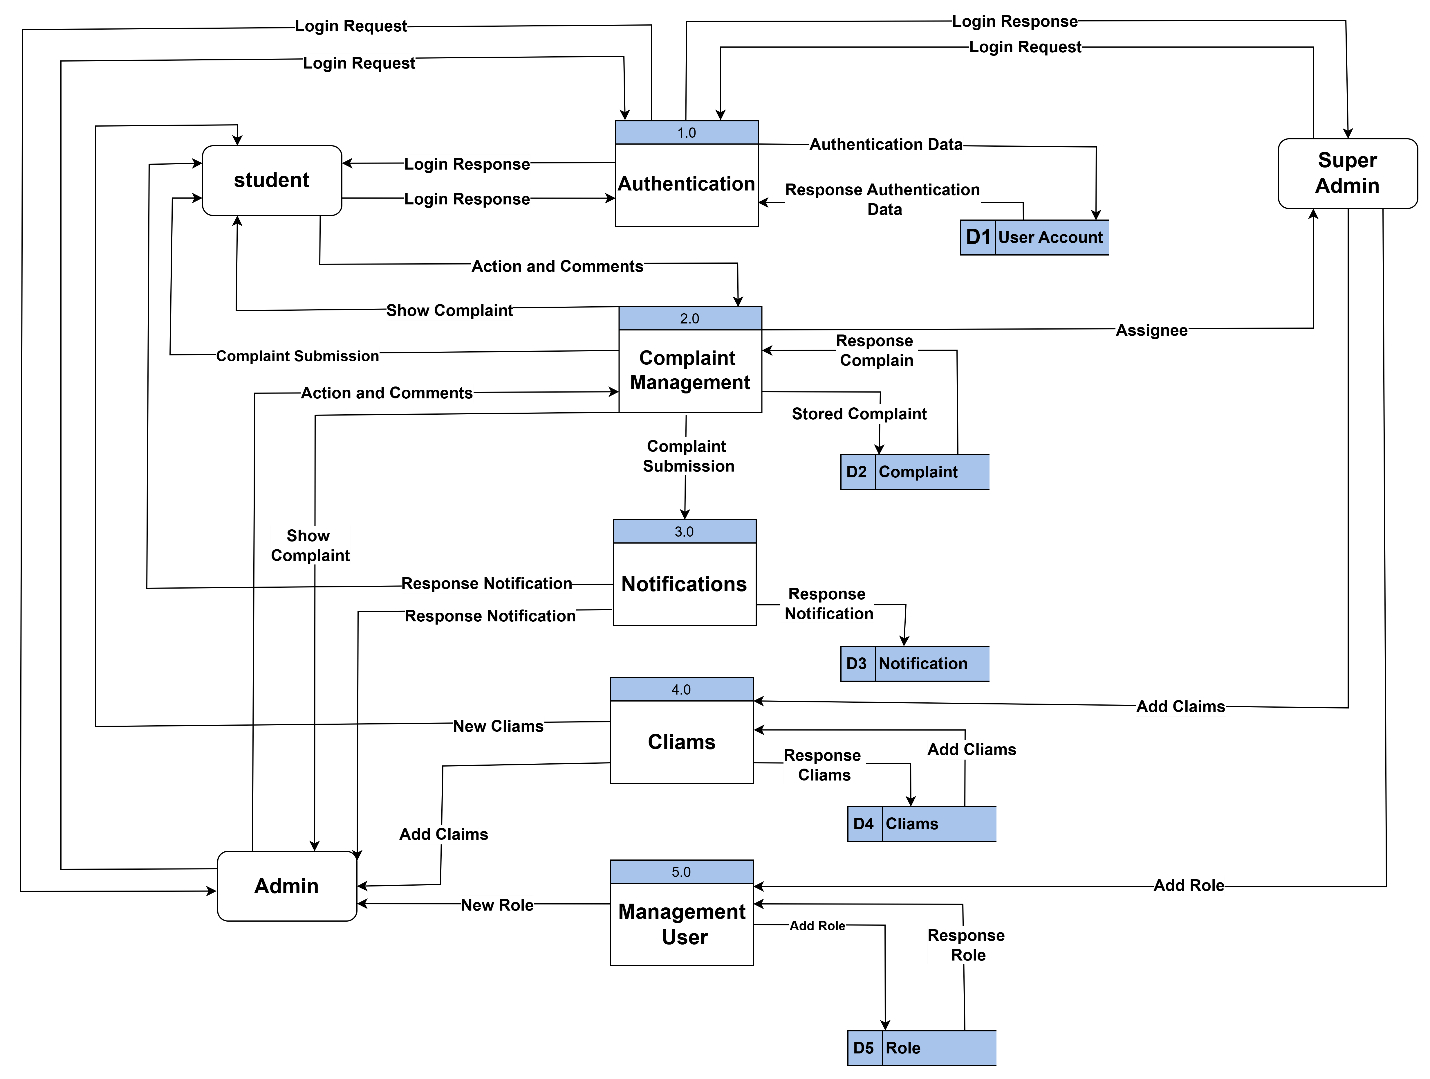 Login Request
Login Response
Login Request
Login Request
1.0
Authentication
Authentication Data
Super
Admin
student
Login Response
Login Response
Response Authentication
Data
D1 User Account
Action and Comments
Show Complaint
2.0
Complaint
Management
Assignee
Response
Complain
Complaint Submission
Action and Comments
Stored Complaint
Complaint
Submission
D2 Complaint
3.0
Notifications
Show
Complaint
Response Notification
Response Notification
Response
Notification
D3 Notification
4.0
Cliams
Add Claims
New Cliams
Add Cliams
Response
Cliams
D4 Cliams
Add Claims
5.0
Management
User
Admin
Add Role
New Role
Add Role
Response
Role
D5 Role